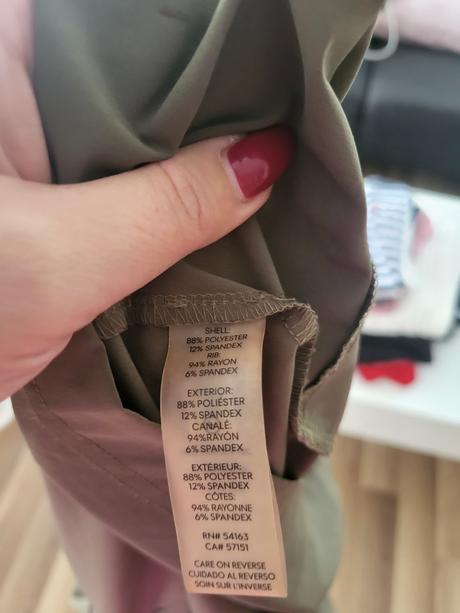 SHELL:
88% POLYESTER
12% SPANDEX
RIB:
94% RAYON
6% SPANDEX
EXTERIOR:
88% POLIÉSTER
12% SPANDEX
CANALÉ:
94%RAYÓN
6% SPANDEX
EXTÉRIEUR:
88% POLYESTER
12% SPANDEX
CÔTES:
94% RAYONNE
6% SPANDEX
RN# 54163
CA# 57151
CARE ON REVERSE
CUIDADO AL REVERSO
SOIN SUR L'INVERSE